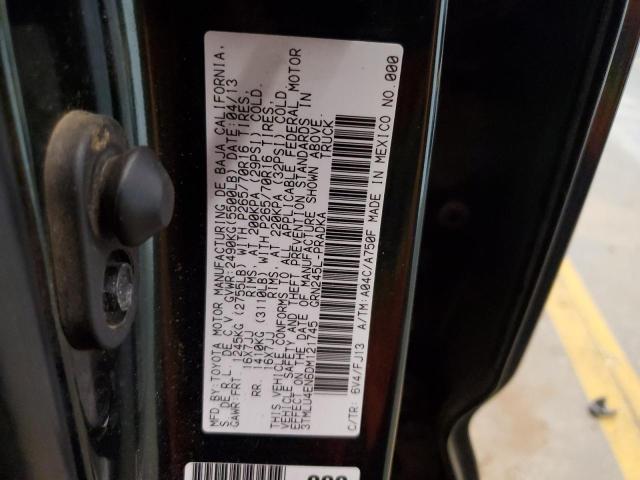 MFD BY:TOYOTA MOTOR MANUFACTURING DE BAJA CALIFORNIA,
S. DE R.L. DE C.V. GVWR:2490KG(5500LB) DATE:04/13
GAWR-FRT. 1245KG (2755LB) WITH P265/70R16 TIRES,
16X7JJ RIMS, AT 200KPA (29PSI) COLD.
RR. 1410KG (3110LB) WITH P265/70R16 TIRES,
16X7JJ RIMS, AT 220KPA (32PSI) COLD.
THIS VEHICLE CONFORMS TO ALL APPLICABLE FEDERAL MOTOR
VEHICLE SAFETY AND THEFT PREVENTION STANDARDS IN
EFFECT ON THE DATE OF MANUFACTURE SHOWN ABOVE.
3TMLU4EN6DM121745 TRUCK
GRN245L-PRADKA
C/TR: 6V4/FJ13 A/TM:A04C/A750F MADE IN MEXICO NO.000